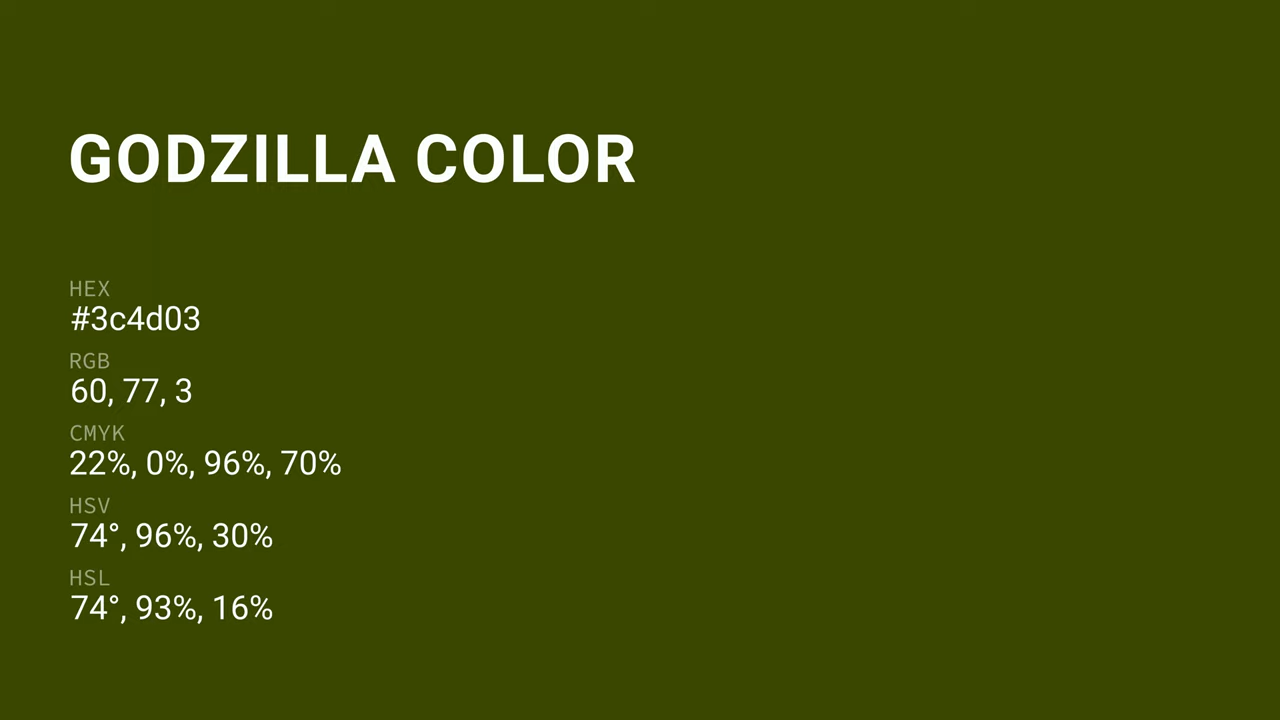 GODZILLA COLOR
HEX
#3c4d03
RGB
60, 77, 3
CMYK
22%, 0%, 96%, 70%
HSV
74°, 96%, 30%
HSL
74°, 93%, 16%